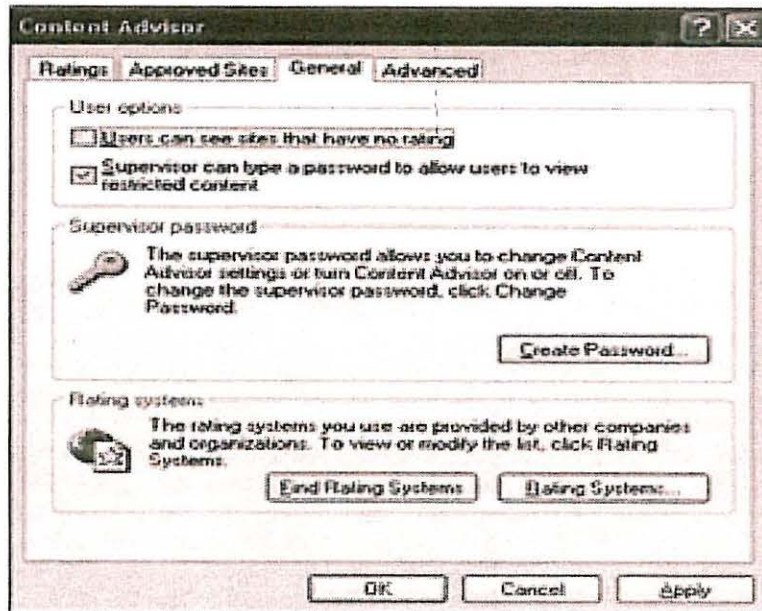 Content Advisor
Ratings Approved Sites General Advanced
User options
Users can see sites that have no rating
Supervisor can type a password to allow users to view
restricted content
Supervisor password
The supervisor password allows you to change Content
Advisor settings or turn Content Advisor on or off. To
change the supervisor password, click Change
Password.
Create Password...
Rating systems
The rating systems you use are provided by other companies
and organizations. To view or modify the list, click Rating
Systems.
Find Rating Systems Rating Systems...
OK Cancel Apply